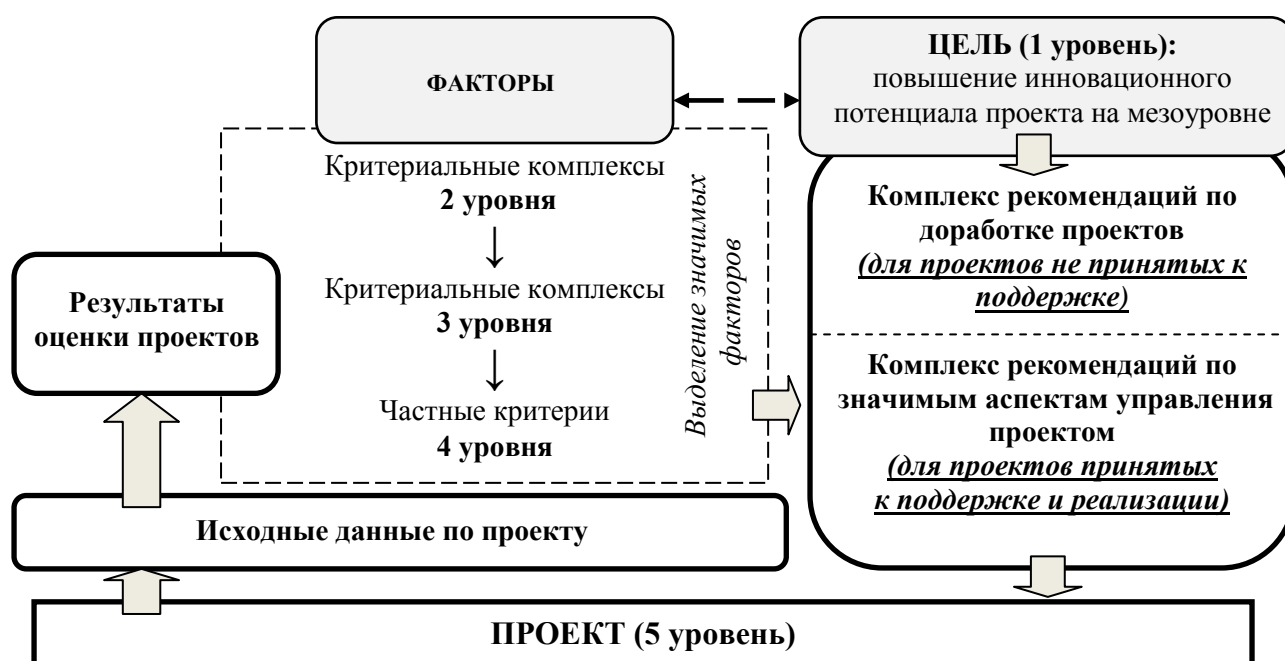 ФАКТОРЫ
ЦЕЛЬ (1 уровень):
повышение инновационного
потенциала проекта на мезоуровне
Критериальные комплексы
2 уровня
Критериальные комплексы
3 уровня
Частные критерии
4 уровня
Выделение значимых
факторов
Результаты
оценки проектов
Комплекс рекомендаций по
доработке проектов
(для проектов не принятых к
поддержке)
Комплекс рекомендаций по
значимым аспектам управления
проектом
(для проектов принятых
к поддержке и реализации)
Исходные данные по проекту
ПРОЕКТ (5 уровень)